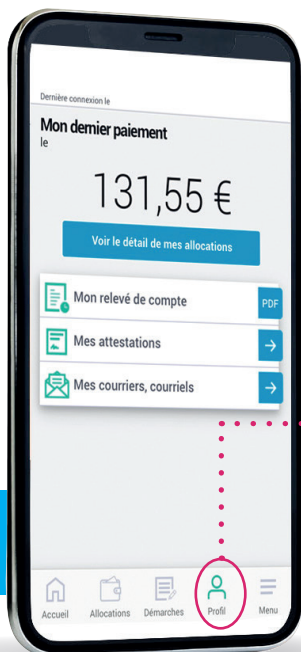 Dernière connexion le
Mon dernier paiement
le
131,55 €
Voir le détail de mes allocations
Mon relevé de compte
PDF
Mes attestations
Mes courriers, courriels
Accueil
Allocations
Démarches
Profil
Menu